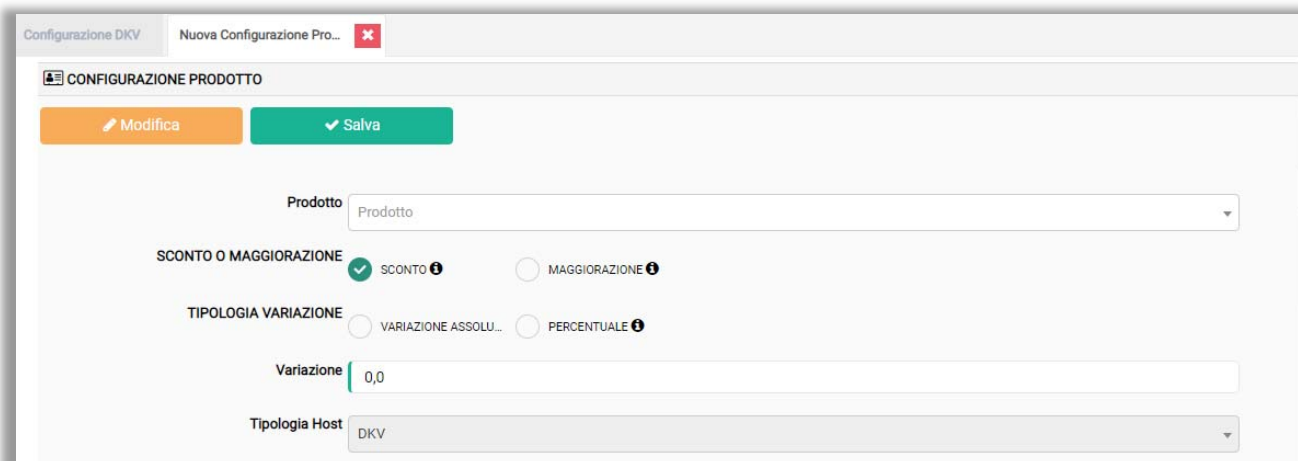 Configurazione DKV Nuova Configurazione Pro...
CONFIGURAZIONE PRODOTTO
Modifica Salva
Prodotto Prodotto
SCONTO O MAGGIORAZIONE SCONTO MAGGIORAZIONE
TIPOLOGIA VARIAZIONE VARIAZIONE ASSOLU... PERCENTUALE
Variazione 0,0
Tipologia Host DKV